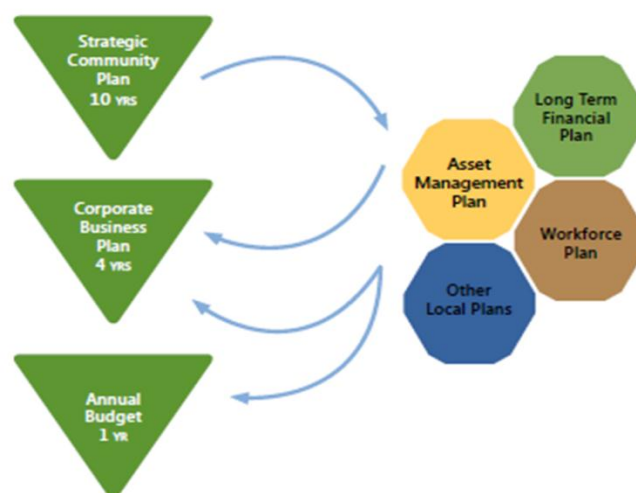 Strategic
Community
Plan
10 YRS
Corporate
Business
Plan
4 YRS
Annual
Budget
1 YR
Long Term
Financial
Plan
Asset
Management
Plan
Workforce
Plan
Other
Local Plans